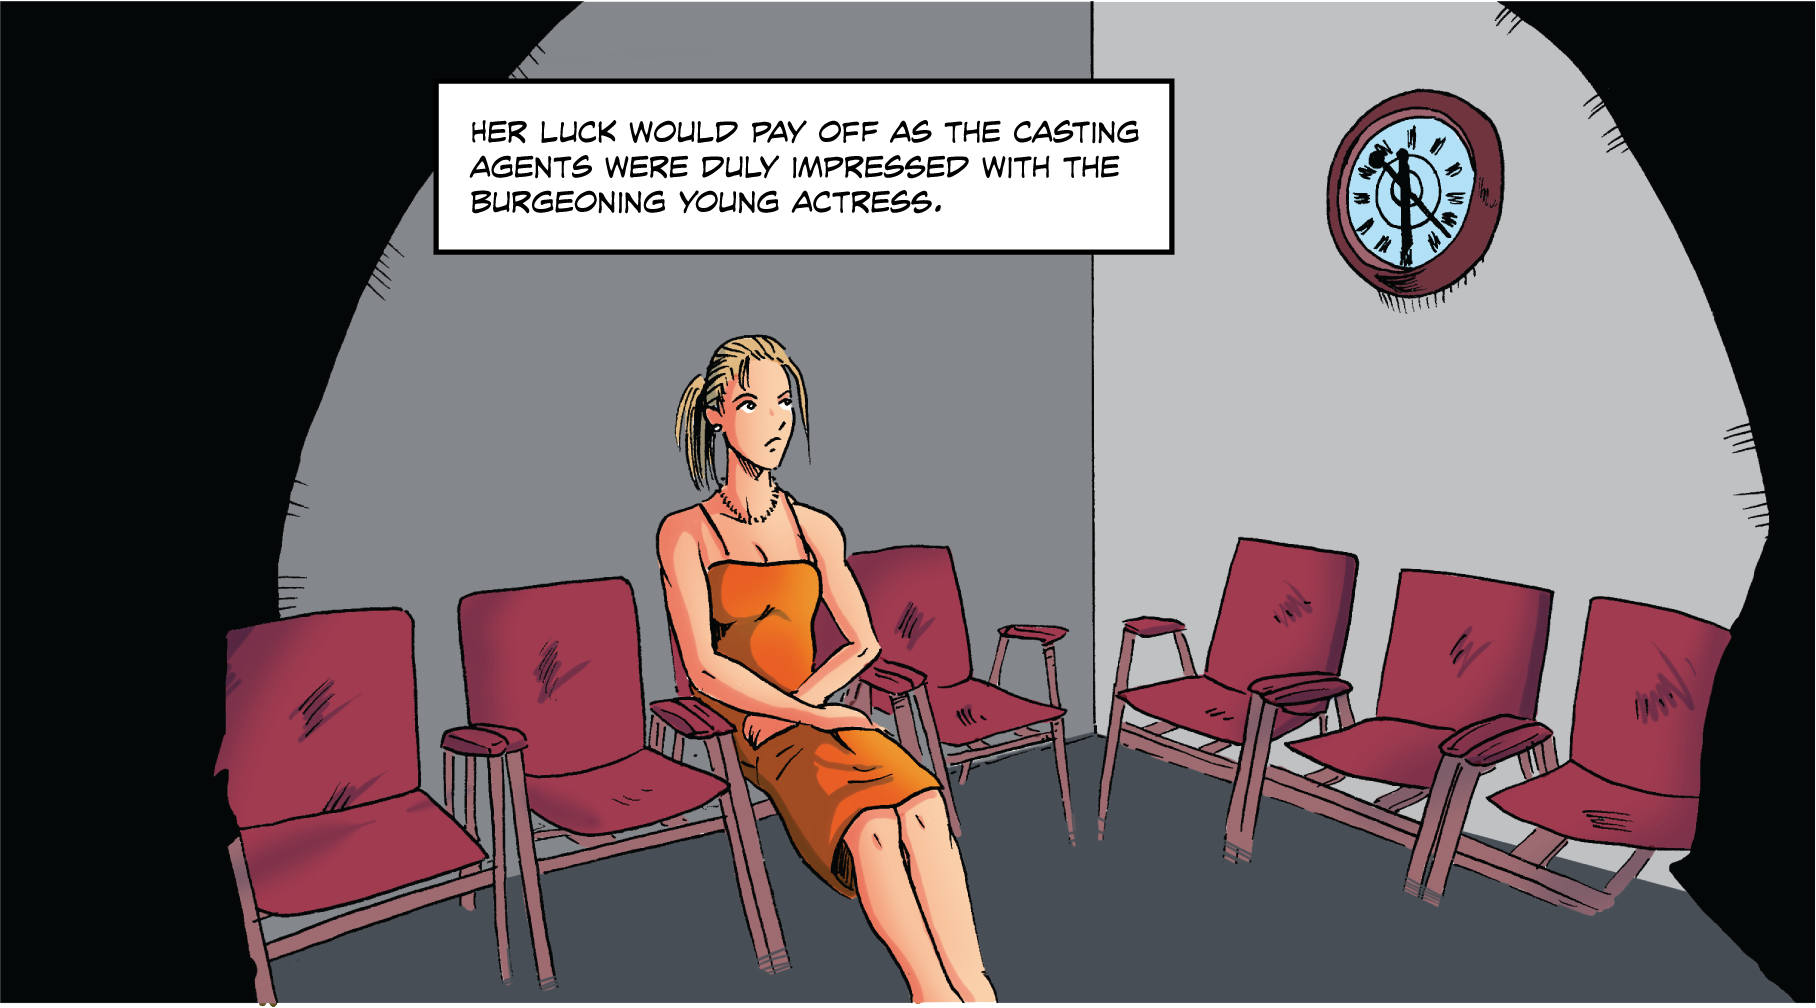 HER LUCK WOULD PAY OFF AS THE CASTING
AGENTS WERE DULY IMPRESSED WITH THE
BURGEONING YOUNG ACTRESS.